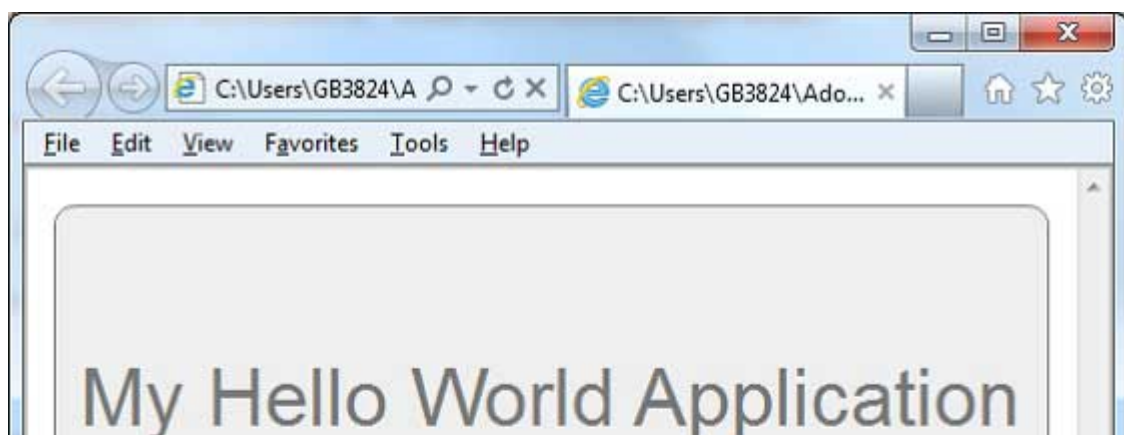 C:\Users\GB3824\A
C:\Users\GB3824\Ado...
File Edit View Favorites Tools Help
My Hello World Application